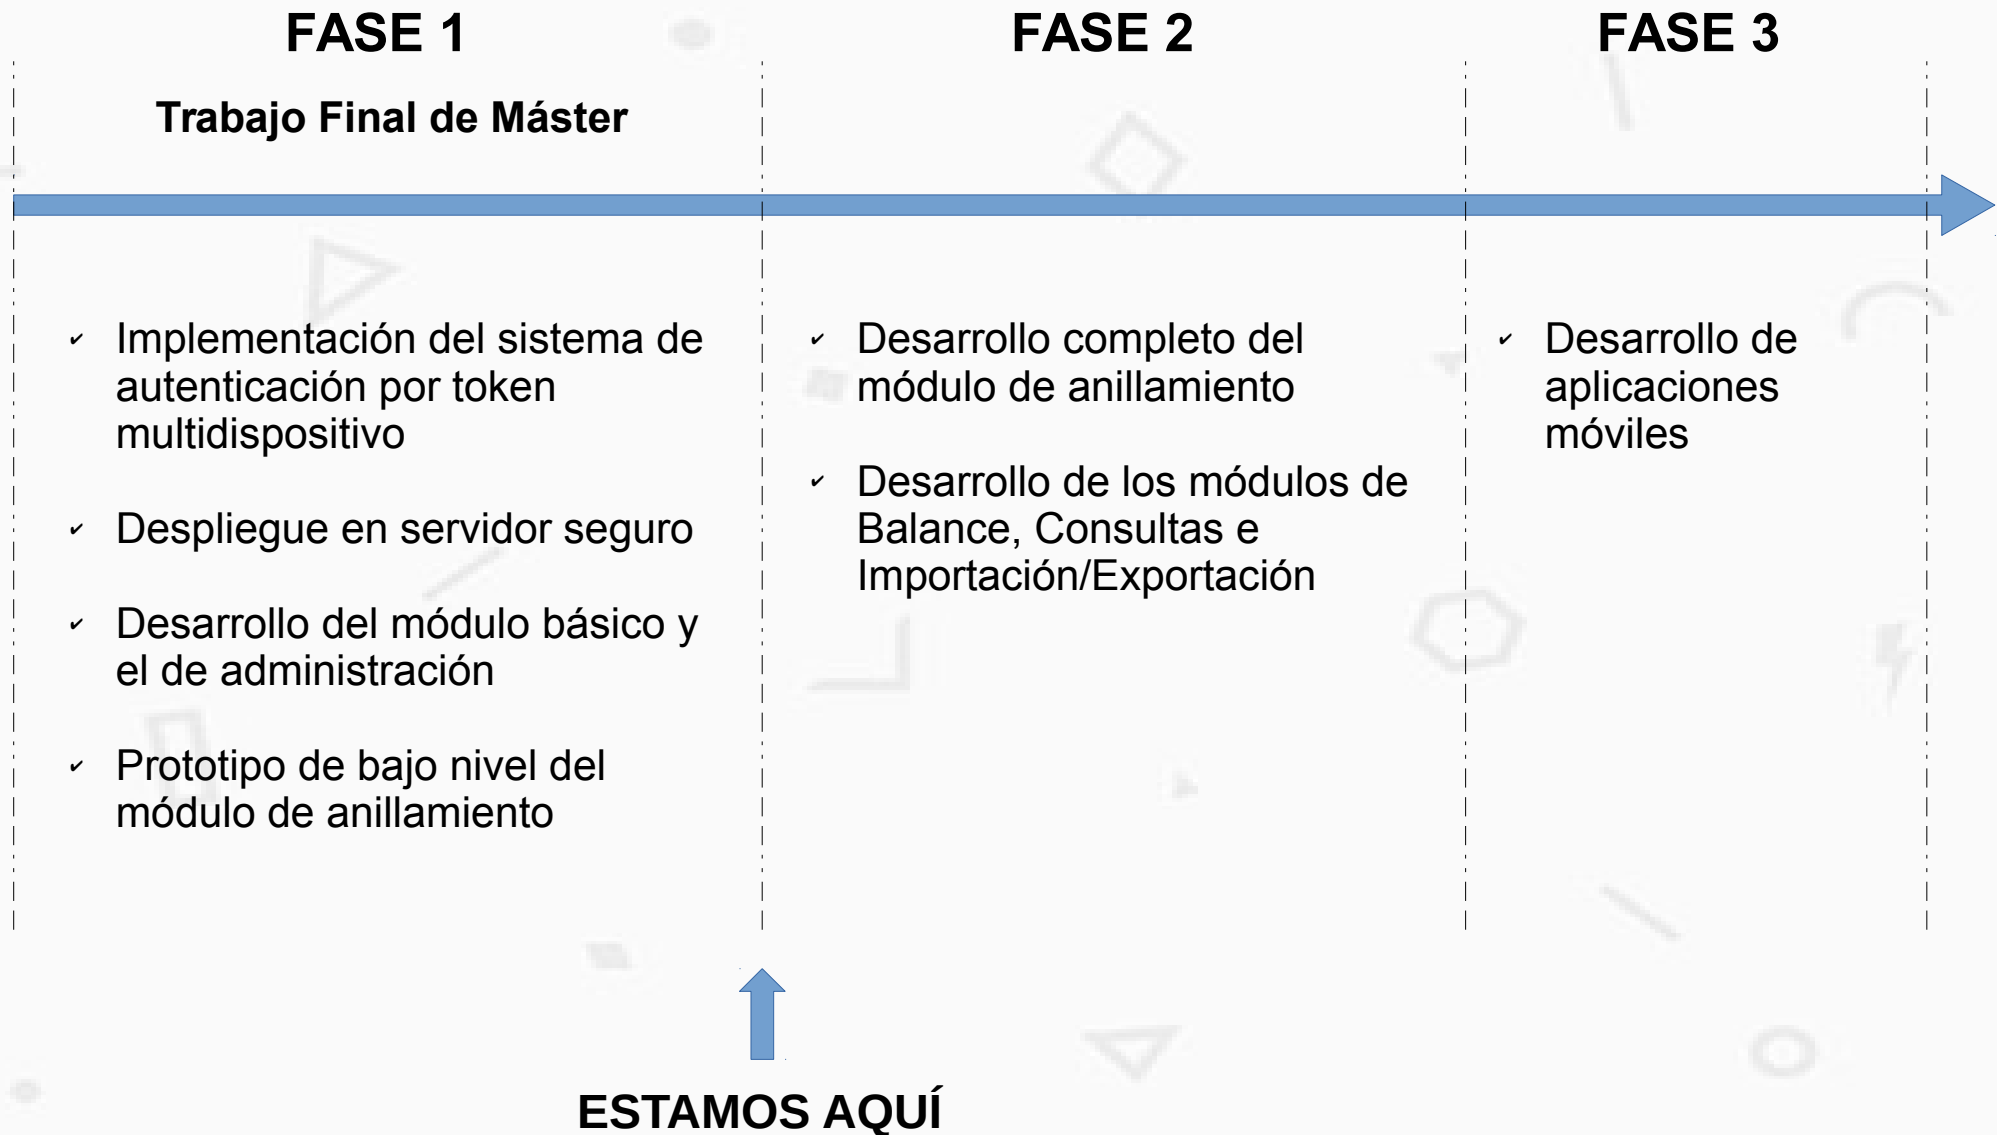 FASE 1
Trabajo Final de Máster
✔ Implementación del sistema de
autenticación por token
multidispositivo
✔ Despliegue en servidor seguro
✔ Desarrollo del módulo básico y
el de administración
✔ Prototipo de bajo nivel del
módulo de anillamiento
FASE 2
✔ Desarrollo completo del
módulo de anillamiento
✔ Desarrollo de los módulos de
Balance, Consultas e
Importación/Exportación
FASE 3
✔ Desarrollo de
aplicaciones
móviles
ESTAMOS AQUÍ